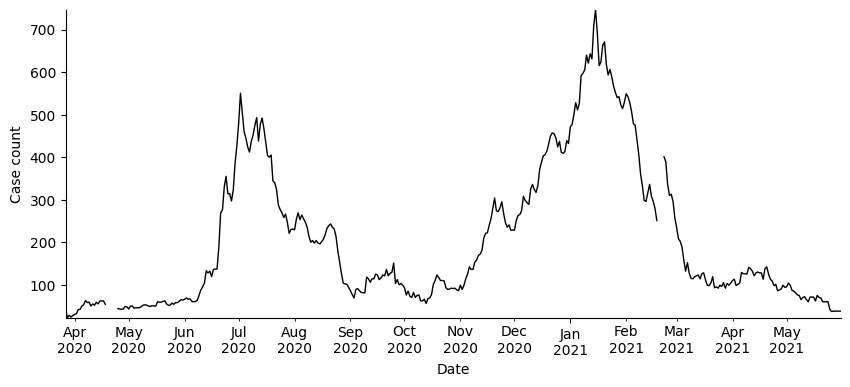 Case count
700
600
500
400
300
200
100
Apr May Jun Jul Aug Sep Oct Nov Dec Jan Feb Mar Apr May
2020 2020 2020 2020 2020 2020 2020 2020 2020 2021 2021 2021 2021 2021
Date